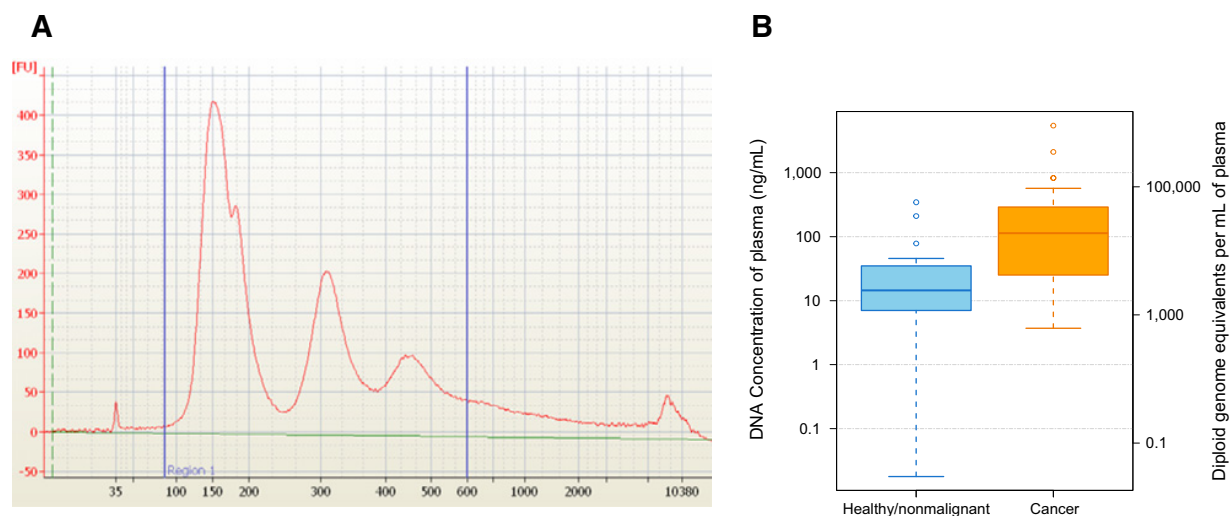 A
[FU]
400
350
300
250
200
150
100
50
0
-50
Region 1
35 100 150 200 300 400 500 600 1000 2000 10380
B
DNA Concentration of plasma (ng/mL)
1,000
100
10
1
0.1
100,000
1,000
0.1
Diploid genome equivalents per mL of plasma
Healthy/nonmalignant Cancer